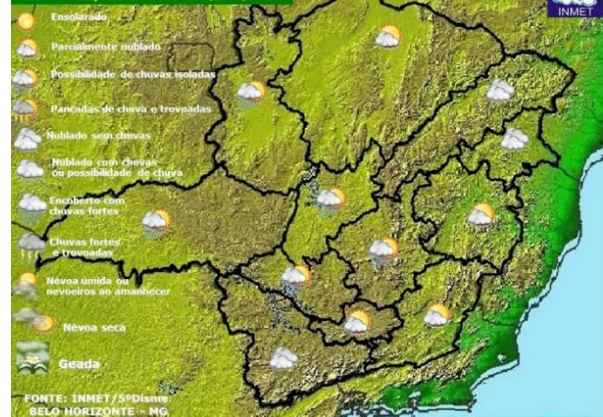 INMET
Ensolarado
Parcialmente nublado
Possibilidade de chuvas isoladas
Pancadas de chuva e trovoadas
Nublado sem chuvas
Nublado com chuvas
ou possibilidade de chuva
Encoberto com
chuvas fortes
Chuvas fortes
e trovoadas
Névoa úmida ou
nevoeiros ao amanhecer
Névoa seca
Geada
FONTE: INMET/5ºDisme
BELO HORIZONTE - MG